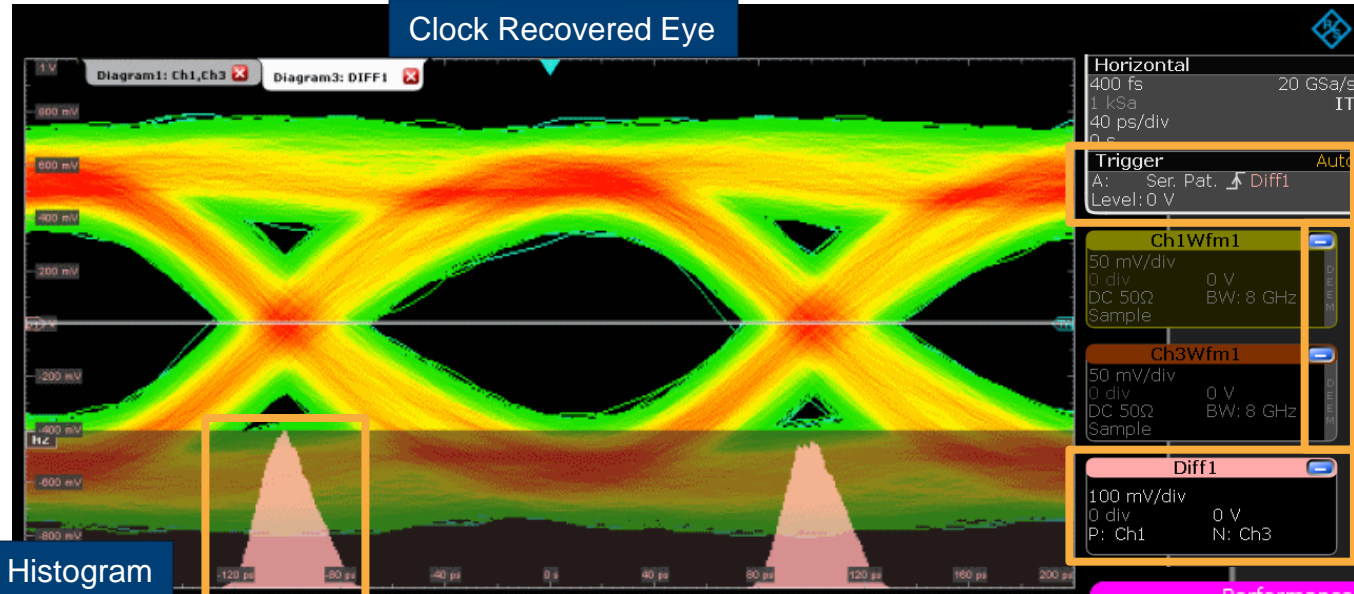 Clock Recovered Eye
1 V
Diagram1: Ch1,Ch3
Diagram3: DIFF1
800 mV
600 mV
400 mV
200 mV
-200 mV
-400 mV
-600 mV
-800 mV
-120 ps -80 ps -40 ps 0 s 40 ps 80 ps 120 ps 160 ps 200 ps
Histogram
Horizontal
400 fs 20 GSa/s
1 kSa IT
40 ps/div
0 s
Trigger Auto
A: Ser. Pat. Diff1
Level: 0 V
Ch1Wfm1
50 mV/div
0 div 0 V
DC 50Ω BW: 8 GHz
Sample
DEEM
Ch3Wfm1
50 mV/div
0 div 0 V
DC 50Ω BW: 8 GHz
Sample
DEEM
Diff1
100 mV/div
0 div 0 V
P: Ch1 N: Ch3
Performance